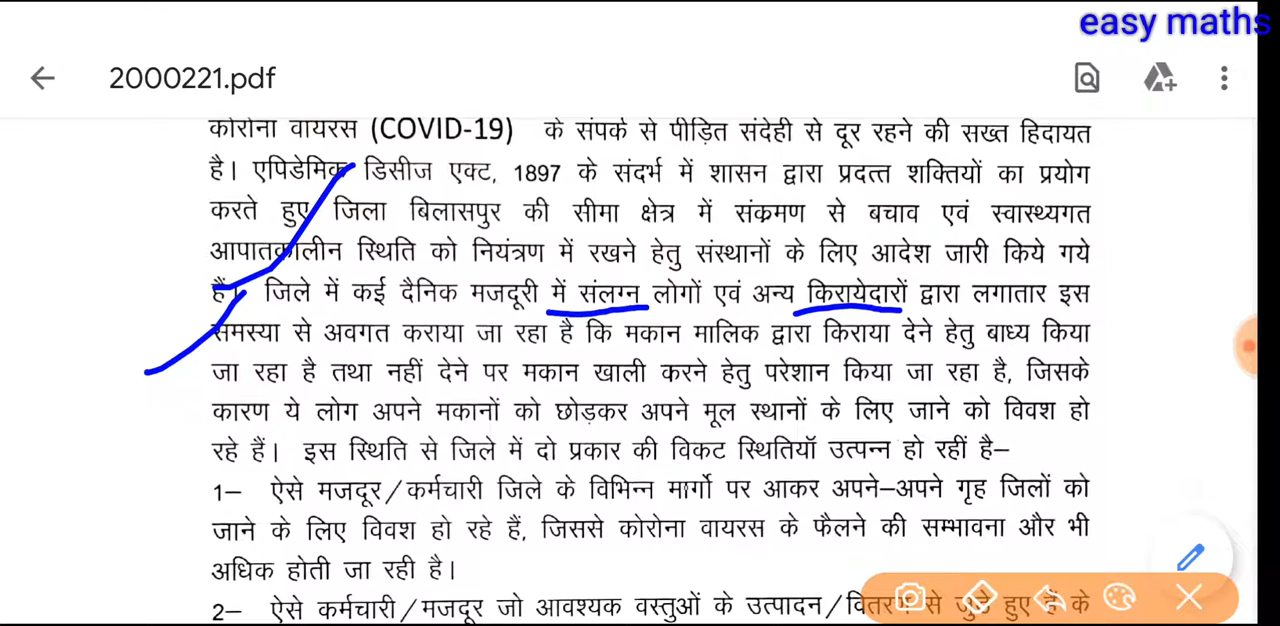 easy maths
2000221.pdf
कोरोना वायरस (COVID-19) के संपर्क से पीड़ित संदेही से दूर रहने की सख्त हिदायत
है। एपिडेमिक डिसीज एक्ट, 1897 के संदर्भ में शासन द्वारा प्रदत्त शक्तियों का प्रयोग
करते हुए जिला बिलासपुर की सीमा क्षेत्र में संक्रमण से बचाव एवं स्वास्थ्यगत
आपातकालीन स्थिति को नियंत्रण में रखने हेतु संस्थानों के लिए आदेश जारी किये गये
हैं। जिले में कई दैनिक मजदूरी में संलग्न लोगों एवं अन्य किरायेदारों द्वारा लगातार इस
समस्या से अवगत कराया जा रहा है कि मकान मालिक द्वारा किराया देने हेतु बाध्य किया
जा रहा है तथा नहीं देने पर मकान खाली करने हेतु परेशान किया जा रहा है, जिसके
कारण ये लोग अपने मकानों को छोड़कर अपने मूल स्थानों के लिए जाने को विवश हो
रहे हैं। इस स्थिति से जिले में दो प्रकार की विकट स्थितियॉ उत्पन्न हो रहीं है–
1– ऐसे मजदूर/कर्मचारी जिले के विभिन्न मार्गो पर आकर अपने–अपने गृह जिलों को
जाने के लिए विवश हो रहे हैं, जिससे कोरोना वायरस के फैलने की सम्भावना और भी
अधिक होती जा रही है।
2– ऐसे कर्मचारी/मजदूर जो आवश्यक वस्तुओं के उत्पादन/वितरण से जुडे हुए हैं के